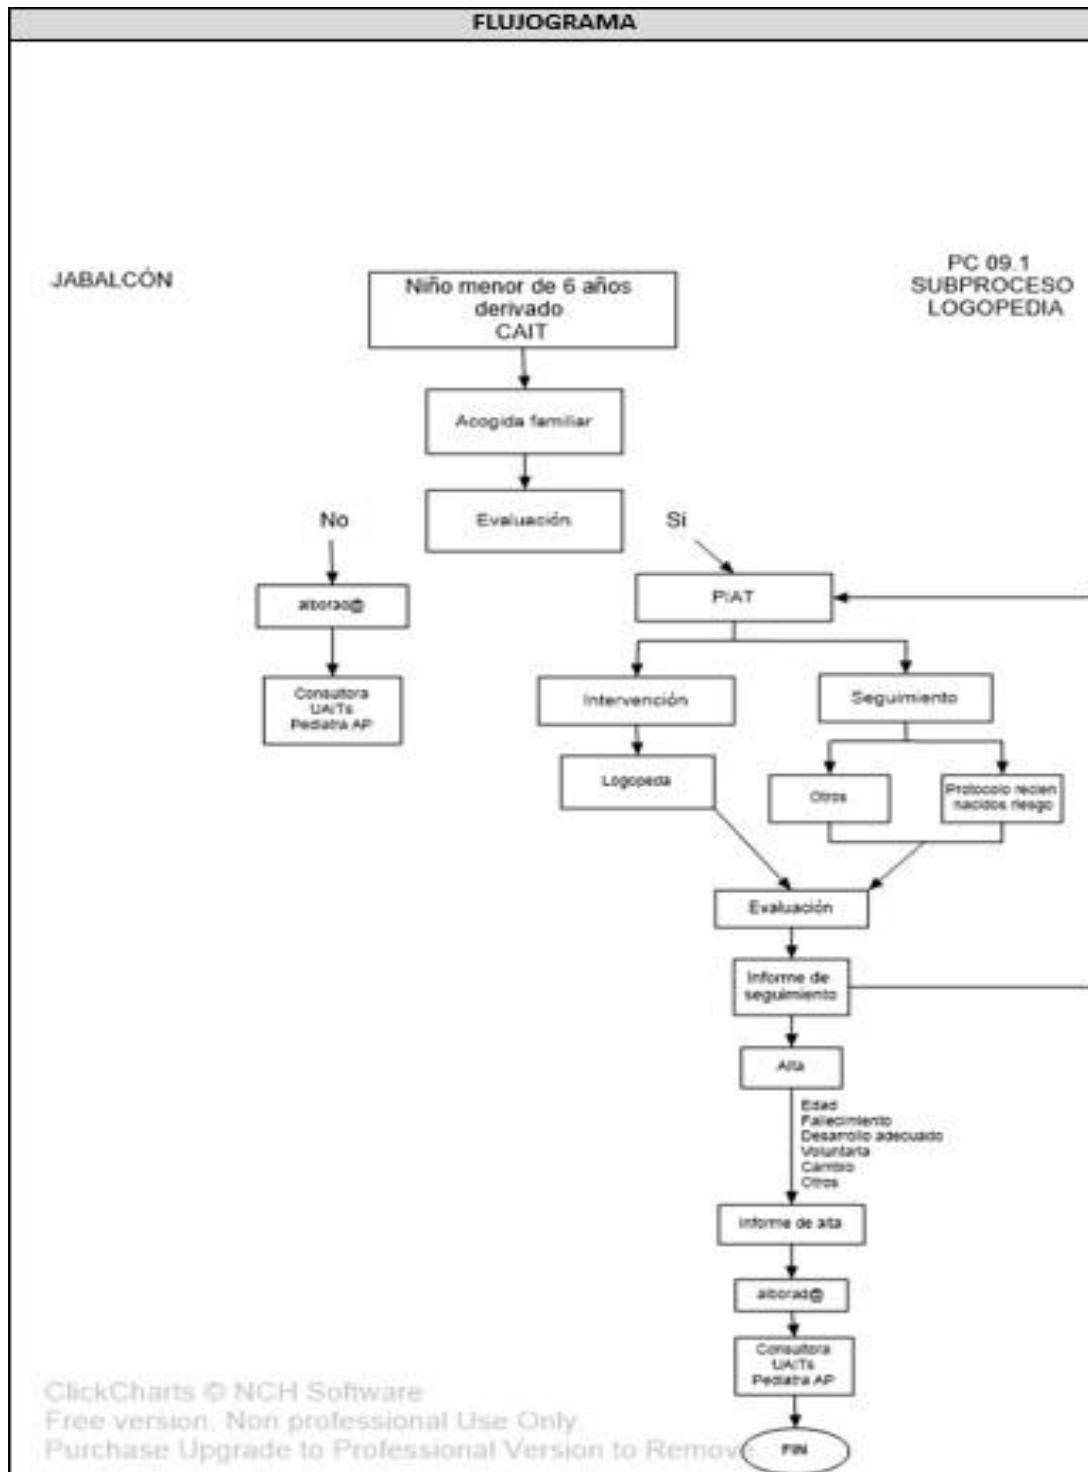 FLUJOGRAMA
JABALCÓN
PC 09.1
SUBPROCESO
LOGOPEDIA
Niño menor de 6 años
derivado
CAIT
Acogida familiar
Evaluación
No
Si
alborad@
PIAT
Consultora
UAITs
Pediatra AP
Intervención
Seguimiento
Logopeda
Otros
Protocolo recien
nacidos riesgo
Evaluación
Informe de
seguimiento
Alta
Edad
Fallecimiento
Desarrollo adecuado
Voluntaria
Cambio
Otros
Informe de alta
alborad@
Consultora
UAITs
Pediatra AP
FIN
ClickCharts © NCH Software
Free version. Non professional Use Only
Purchase Upgrade to Professional Version to Remove